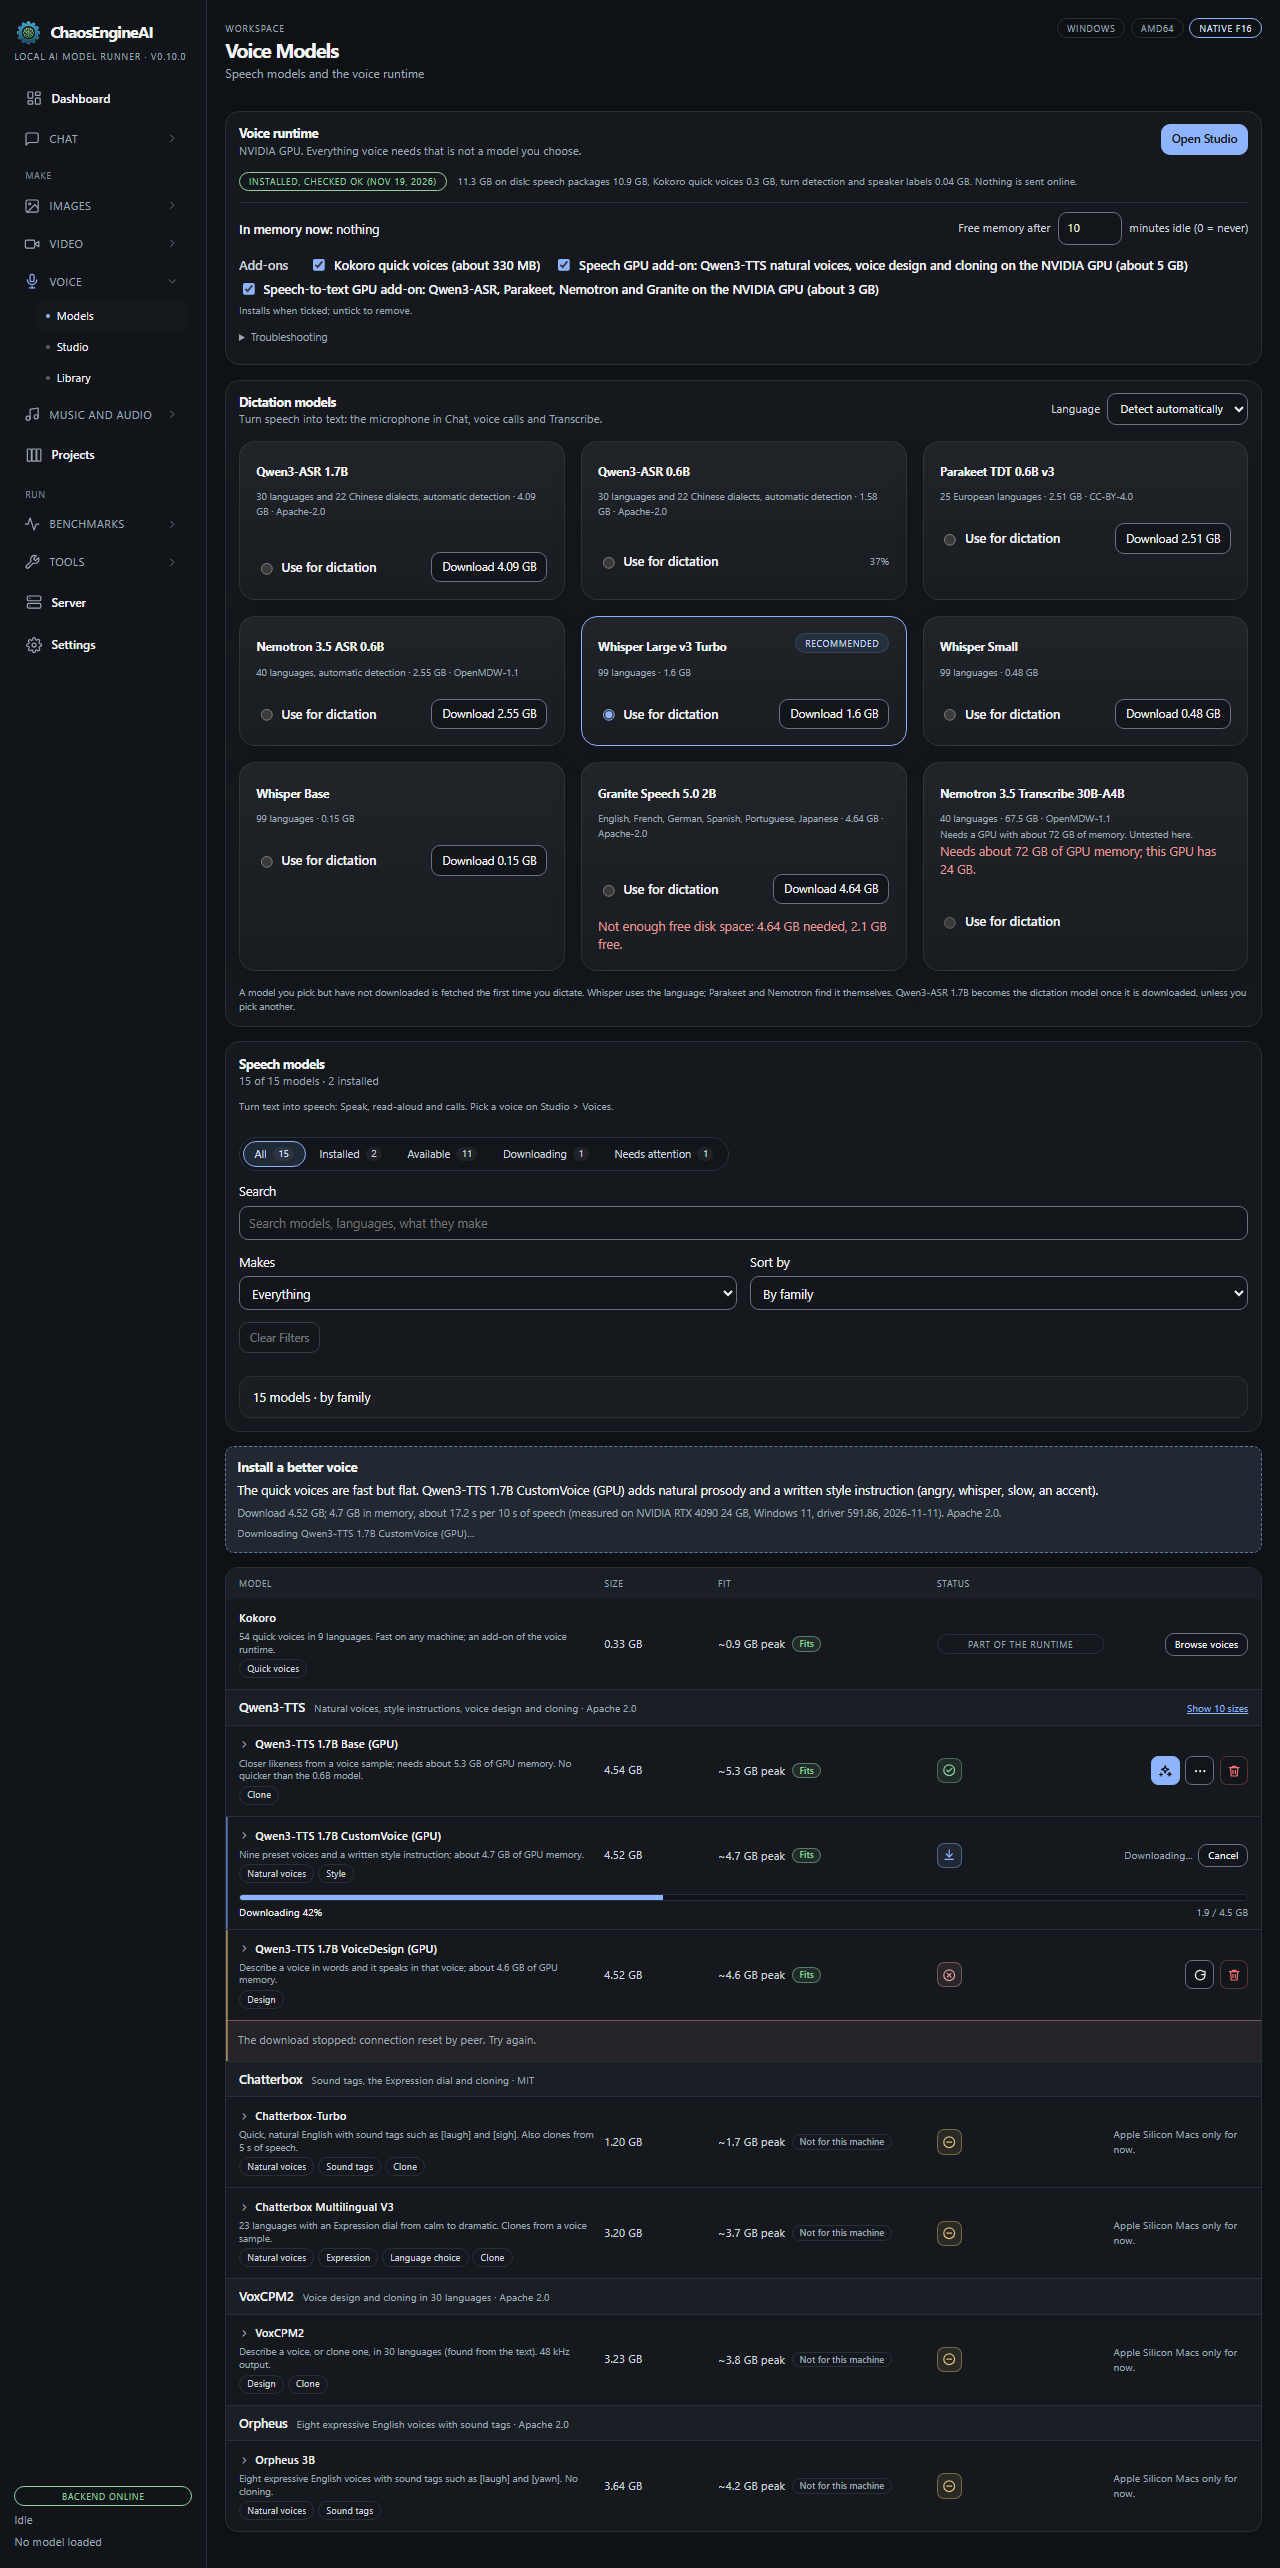 ChaosEngineAI
LOCAL AI MODEL RUNNER · V0.10.0
Dashboard
CHAT
MAKE
IMAGES
VIDEO
VOICE
Models
Studio
Library
MUSIC AND AUDIO
Projects
RUN
BENCHMARKS
TOOLS
Server
Settings
BACKEND ONLINE
Idle
No model loaded
WORKSPACE
Voice Models
Speech models and the voice runtime
WINDOWS
AMD64
NATIVE F16
Voice runtime
NVIDIA GPU. Everything voice needs that is not a model you choose.
Open Studio
INSTALLED, CHECKED OK (NOV 19, 2026)
11.3 GB on disk: speech packages 10.9 GB, Kokoro quick voices 0.3 GB, turn detection and speaker labels 0.04 GB. Nothing is sent online.
In memory now: nothing
Free memory after 10 minutes idle (0 = never)
Add-ons
Kokoro quick voices (about 330 MB)
Speech GPU add-on: Qwen3-TTS natural voices, voice design and cloning on the NVIDIA GPU (about 5 GB)
Speech-to-text GPU add-on: Qwen3-ASR, Parakeet, Nemotron and Granite on the NVIDIA GPU (about 3 GB)
Installs when ticked; untick to remove.
Troubleshooting
Dictation models
Turn speech into text: the microphone in Chat, voice calls and Transcribe.
Language
Detect automatically
Qwen3-ASR 1.7B
30 languages and 22 Chinese dialects, automatic detection · 4.09
GB · Apache-2.0
Use for dictation
Download 4.09 GB
Qwen3-ASR 0.6B
30 languages and 22 Chinese dialects, automatic detection · 1.58
GB · Apache-2.0
Use for dictation
37%
Parakeet TDT 0.6B v3
25 European languages · 2.51 GB · CC-BY-4.0
Use for dictation
Download 2.51 GB
Nemotron 3.5 ASR 0.6B
40 languages, automatic detection · 2.55 GB · OpenMDW-1.1
Use for dictation
Download 2.55 GB
Whisper Large v3 Turbo
RECOMMENDED
99 languages · 1.6 GB
Use for dictation
Download 1.6 GB
Whisper Small
99 languages · 0.48 GB
Use for dictation
Download 0.48 GB
Whisper Base
99 languages · 0.15 GB
Use for dictation
Download 0.15 GB
Granite Speech 5.0 2B
English, French, German, Spanish, Portuguese, Japanese · 4.64 GB ·
Apache-2.0
Use for dictation
Download 4.64 GB
Not enough free disk space: 4.64 GB needed, 2.1 GB
free.
Nemotron 3.5 Transcribe 30B-A4B
40 languages · 67.5 GB · OpenMDW-1.1
Needs a GPU with about 72 GB of memory. Untested here.
Needs about 72 GB of GPU memory; this GPU has
24 GB.
Use for dictation
A model you pick but have not downloaded is fetched the first time you dictate. Whisper uses the language; Parakeet and Nemotron find it themselves. Qwen3-ASR 1.7B becomes the dictation model once it is downloaded, unless you
pick another.
Speech models
15 of 15 models · 2 installed
Turn text into speech: Speak, read-aloud and calls. Pick a voice on Studio > Voices.
All 15
Installed 2
Available 11
Downloading 1
Needs attention 1
Search
Search models, languages, what they make
Makes
Sort by
Everything
By family
Clear Filters
15 models · by family
Install a better voice
The quick voices are fast but flat. Qwen3-TTS 1.7B CustomVoice (GPU) adds natural prosody and a written style instruction (angry, whisper, slow, an accent).
Download 4.52 GB; 4.7 GB in memory, about 17.2 s per 10 s of speech (measured on NVIDIA RTX 4090 24 GB, Windows 11, driver 591.86, 2026-11-11). Apache 2.0.
Downloading Qwen3-TTS 1.7B CustomVoice (GPU)...
MODEL
SIZE
FIT
STATUS
Kokoro
54 quick voices in 9 languages. Fast on any machine; an add-on of the voice
runtime.
Quick voices
0.33 GB
~0.9 GB peak
Fits
PART OF THE RUNTIME
Browse voices
Qwen3-TTS Natural voices, style instructions, voice design and cloning · Apache 2.0
Show 10 sizes
Qwen3-TTS 1.7B Base (GPU)
Closer likeness from a voice sample; needs about 5.3 GB of GPU memory. No
quicker than the 0.6B model.
Clone
4.54 GB
~5.3 GB peak
Fits
Qwen3-TTS 1.7B CustomVoice (GPU)
Nine preset voices and a written style instruction; about 4.7 GB of GPU memory.
Natural voices
Style
4.52 GB
~4.7 GB peak
Fits
Downloading...
Cancel
Downloading 42%
1.9 / 4.5 GB
Qwen3-TTS 1.7B VoiceDesign (GPU)
Describe a voice in words and it speaks in that voice; about 4.6 GB of GPU
memory.
Design
4.52 GB
~4.6 GB peak
Fits
The download stopped: connection reset by peer. Try again.
Chatterbox Sound tags, the Expression dial and cloning · MIT
Chatterbox-Turbo
Quick, natural English with sound tags such as [laugh] and [sigh]. Also clones from
5 s of speech.
Natural voices
Sound tags
Clone
1.20 GB
~1.7 GB peak
Not for this machine
Apple Silicon Macs only for
now.
Chatterbox Multilingual V3
23 languages with an Expression dial from calm to dramatic. Clones from a voice
sample.
Natural voices
Expression
Language choice
Clone
3.20 GB
~3.7 GB peak
Not for this machine
Apple Silicon Macs only for
now.
VoxCPM2 Voice design and cloning in 30 languages · Apache 2.0
VoxCPM2
Describe a voice, or clone one, in 30 languages (found from the text). 48 kHz
output.
Design
Clone
3.23 GB
~3.8 GB peak
Not for this machine
Apple Silicon Macs only for
now.
Orpheus Eight expressive English voices with sound tags · Apache 2.0
Orpheus 3B
Eight expressive English voices with sound tags such as [laugh] and [yawn]. No
cloning.
Natural voices
Sound tags
3.64 GB
~4.2 GB peak
Not for this machine
Apple Silicon Macs only for
now.